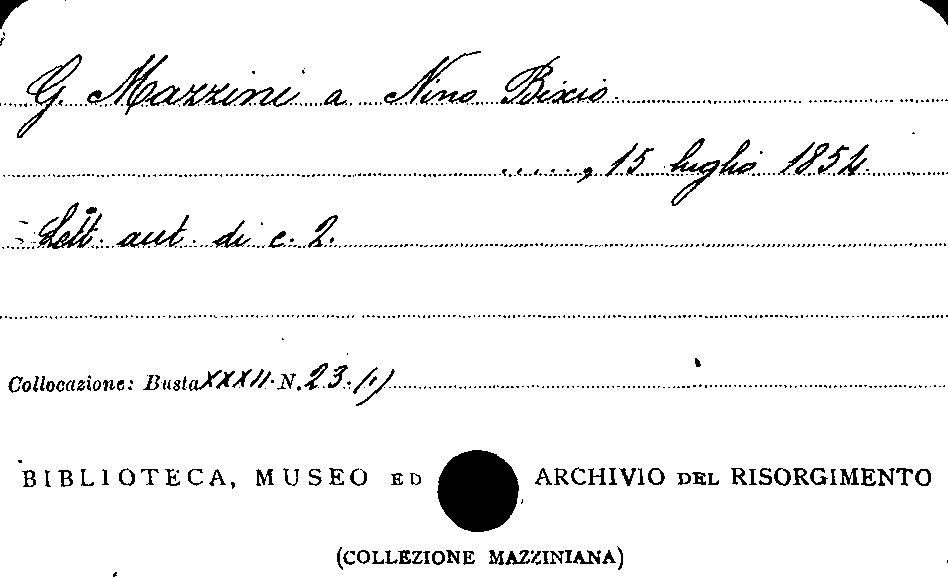 G. Mazzini a Nino Bixio.
....., 15 luglio 1854.
Lett. aut. di c. 2.
Collocazione: Busta XXXII. N. 23. (1)
BIBLIOTECA, MUSEO ED ARCHIVIO DEL RISORGIMENTO
(COLLEZIONE MAZZINIANA)